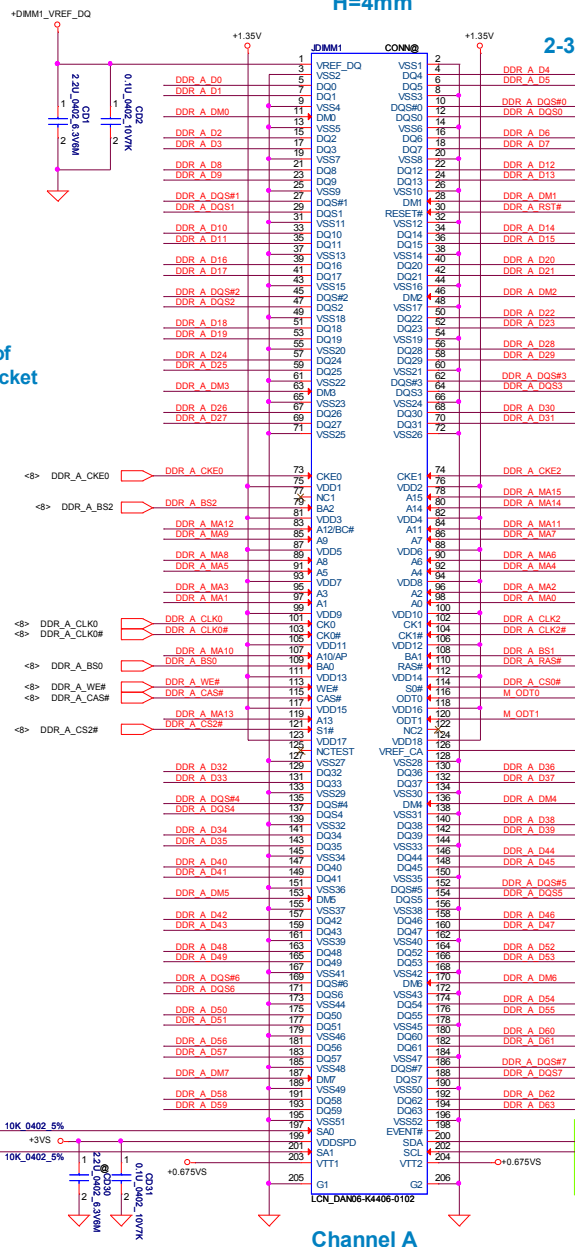 H=4mm
+DIMM1_VREF_DQ
+1.35V
+1.35V
2-3
JDIMM1 CONN@
2.2U_0402_6.3V6M
CD1
0.1U_0402_10V7K
CD2
1
2
1
2
1 VREF_DQ VSS1 2
3 VSS2 DQ4 4 DDR_A_D4
DDR_A_D0 5 DQ0 DQ5 6 DDR_A_D5
DDR_A_D1 7 DQ1 VSS3 8
9 VSS4 DQS#0 10 DDR_A_DQS#0
DDR_A_DM0 11 DM0 DQS0 12 DDR_A_DQS0
13 VSS5 VSS6 14
DDR_A_D2 15 DQ2 DQ6 16 DDR_A_D6
DDR_A_D3 17 DQ3 DQ7 18 DDR_A_D7
19 VSS7 VSS8 20
DDR_A_D8 21 DQ8 DQ12 22 DDR_A_D12
DDR_A_D9 23 DQ9 DQ13 24 DDR_A_D13
25 VSS9 VSS10 26
DDR_A_DQS#1 27 DQS#1 DM1 28 DDR_A_DM1
DDR_A_DQS1 29 DQS1 RESET# 30 DDR_A_RST#
31 VSS11 VSS12 32
DDR_A_D10 33 DQ10 DQ14 34 DDR_A_D14
DDR_A_D11 35 DQ11 DQ15 36 DDR_A_D15
37 VSS13 VSS14 38
DDR_A_D16 39 DQ16 DQ20 40 DDR_A_D20
DDR_A_D17 41 DQ17 DQ21 42 DDR_A_D21
43 VSS15 VSS16 44
DDR_A_DQS#2 45 DQS#2 DM2 46 DDR_A_DM2
DDR_A_DQS2 47 DQS2 VSS17 48
49 VSS18 DQ22 50 DDR_A_D22
DDR_A_D18 51 DQ18 DQ23 52 DDR_A_D23
DDR_A_D19 53 DQ19 VSS19 54
of
55 VSS20 DQ28 56 DDR_A_D28
DDR_A_D24 57 DQ24 DQ29 58 DDR_A_D29
DDR_A_D25 59 DQ25 VSS21 60
cket
61 VSS22 DQS#3 62 DDR_A_DQS#3
DDR_A_DM3 63 DM3 DQS3 64 DDR_A_DQS3
65 VSS23 VSS24 66
DDR_A_D26 67 DQ26 DQ30 68 DDR_A_D30
DDR_A_D27 69 DQ27 DQ31 70 DDR_A_D31
71 VSS25 VSS26 72
<8> DDR_A_CKE0 DDR_A_CKE0 73 CKE0 CKE1 74 DDR_A_CKE2
75 VDD1 VDD2 76
77 NC1 A15 78 DDR_A_MA15
<8> DDR_A_BS2 DDR_A_BS2 79 BA2 A14 80 DDR_A_MA14
81 VDD3 VDD4 82
DDR_A_MA12 83 A12/BC# A11 84 DDR_A_MA11
DDR_A_MA9 85 A9 A7 86 DDR_A_MA7
87 VDD5 VDD6 88
DDR_A_MA8 89 A8 A6 90 DDR_A_MA6
DDR_A_MA5 91 A5 A4 92 DDR_A_MA4
93 VDD7 VDD8 94
DDR_A_MA3 95 A3 A2 96 DDR_A_MA2
DDR_A_MA1 97 A1 A0 98 DDR_A_MA0
99 VDD9 VDD10 100
<8> DDR_A_CLK0 DDR_A_CLK0 101 CK0 CK1 102 DDR_A_CLK2
<8> DDR_A_CLK0# DDR_A_CLK0# 103 CK0# CK1# 104 DDR_A_CLK2#
105 VDD11 VDD12 106
DDR_A_MA10 107 A10/AP BA1 108 DDR_A_BS1
<8> DDR_A_BS0 DDR_A_BS0 109 BA0 RAS# 110 DDR_A_RAS#
111 VDD13 VDD14 112
<8> DDR_A_WE# DDR_A_WE# 113 WE# S0# 114 DDR_A_CS0#
<8> DDR_A_CAS# DDR_A_CAS# 115 CAS# ODT0 116 M_ODT0
117 VDD15 VDD16 118
DDR_A_MA13 119 A13 ODT1 120 M_ODT1
<8> DDR_A_CS2# DDR_A_CS2# 121 S1# NC2 122
123 VDD17 VDD18 124
125 NCTEST VREF_CA 126
127 VSS27 VSS28 128
DDR_A_D32 129 DQ32 DQ36 130 DDR_A_D36
DDR_A_D33 131 DQ33 DQ37 132 DDR_A_D37
133 VSS29 VSS30 134
DDR_A_DQS#4 135 DQS#4 DM4 136 DDR_A_DM4
DDR_A_DQS4 137 DQS4 VSS31 138
139 VSS32 DQ38 140 DDR_A_D38
DDR_A_D34 141 DQ34 DQ39 142 DDR_A_D39
DDR_A_D35 143 DQ35 VSS33 144
145 VSS34 DQ44 146 DDR_A_D44
DDR_A_D40 147 DQ40 DQ45 148 DDR_A_D45
DDR_A_D41 149 DQ41 VSS35 150
151 VSS36 DQS#5 152 DDR_A_DQS#5
DDR_A_DM5 153 DM5 DQS5 154 DDR_A_DQS5
155 VSS37 VSS38 156
DDR_A_D42 157 DQ42 DQ46 158 DDR_A_D46
DDR_A_D43 159 DQ43 DQ47 160 DDR_A_D47
161 VSS39 VSS40 162
DDR_A_D48 163 DQ48 DQ52 164 DDR_A_D52
DDR_A_D49 165 DQ49 DQ53 166 DDR_A_D53
167 VSS41 VSS42 168
DDR_A_DQS#6 169 DQS#6 DM6 170 DDR_A_DM6
DDR_A_DQS6 171 DQS6 VSS43 172
173 VSS44 DQ54 174 DDR_A_D54
DDR_A_D50 175 DQ50 DQ55 176 DDR_A_D55
DDR_A_D51 177 DQ51 VSS45 178
179 VSS46 DQ60 180 DDR_A_D60
DDR_A_D56 181 DQ56 DQ61 182 DDR_A_D61
DDR_A_D57 183 DQ57 VSS47 184
185 VSS48 DQS#7 186 DDR_A_DQS#7
DDR_A_DM7 187 DM7 DQS7 188 DDR_A_DQS7
189 VSS49 VSS50 190
DDR_A_D58 191 DQ58 DQ62 192 DDR_A_D62
DDR_A_D59 193 DQ59 DQ63 194 DDR_A_D63
195 VSS51 VSS52 196
10K_0402_5% 197 SA0 EVENT# 198
+3VS 199 VDDSPD SDA 200
10K_0402_5% 201 SA1 SCL 202
+0.675VS 203 VTT1 VTT2 204 +0.675VS
205 G1 G2 206
1
2
2.2U_0402_6.3V6M
@CD30
1
2
0.1U_0402_10V7K
CD31
LCN_DAN06-K4406-0102
Channel A